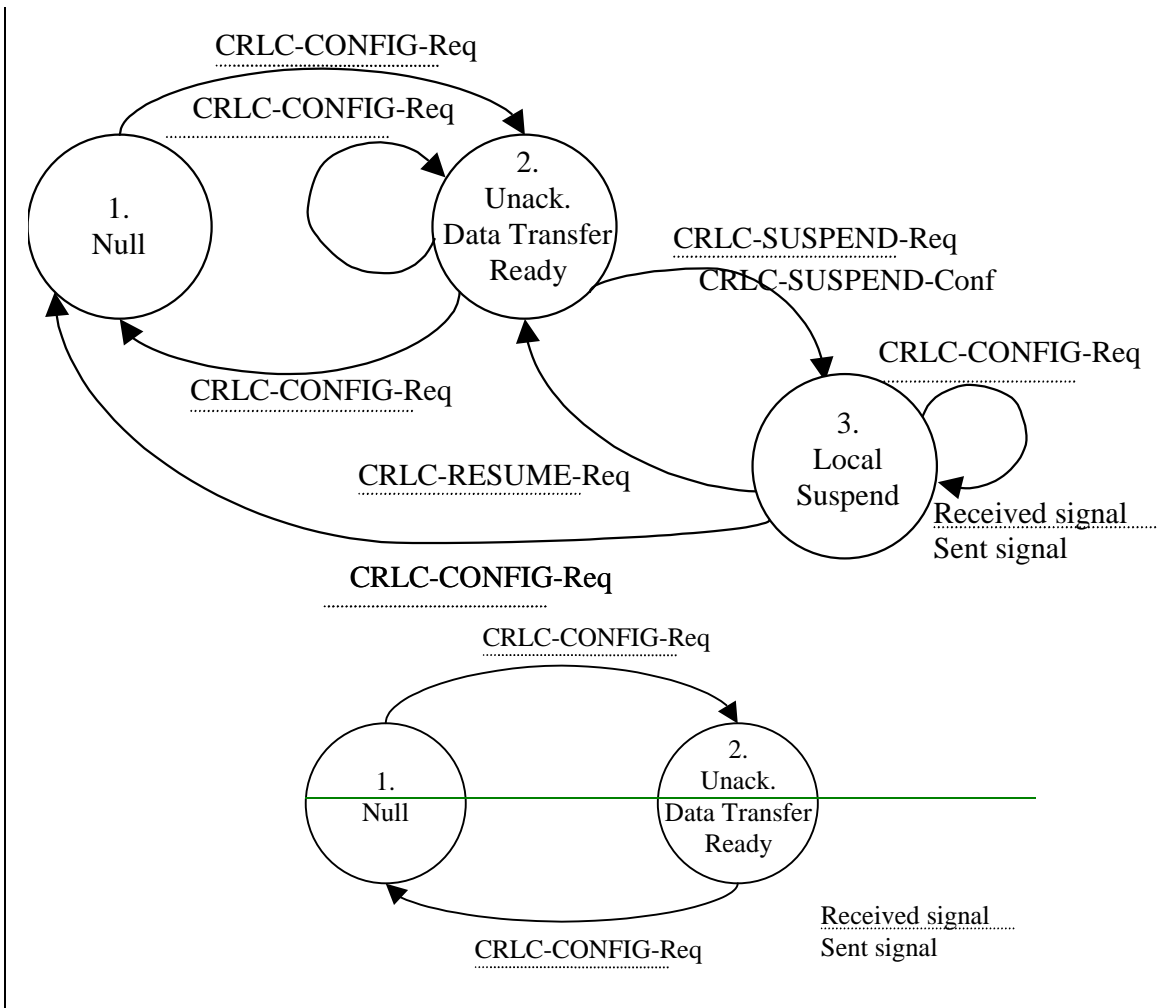 CRLC-CONFIG-Req
CRLC-CONFIG-Req
1.
Null
2.
Unack.
Data Transfer
Ready
CRLC-SUSPEND-Req
CRLC-SUSPEND-Conf
CRLC-CONFIG-Req
CRLC-CONFIG-Req
3.
Local
Suspend
CRLC-RESUME-Req
Received signal
Sent signal
CRLC-CONFIG-Req
CRLC-CONFIG-Req
1.
Null
2.
Unack.
Data Transfer
Ready
CRLC-CONFIG-Req
Received signal
Sent signal